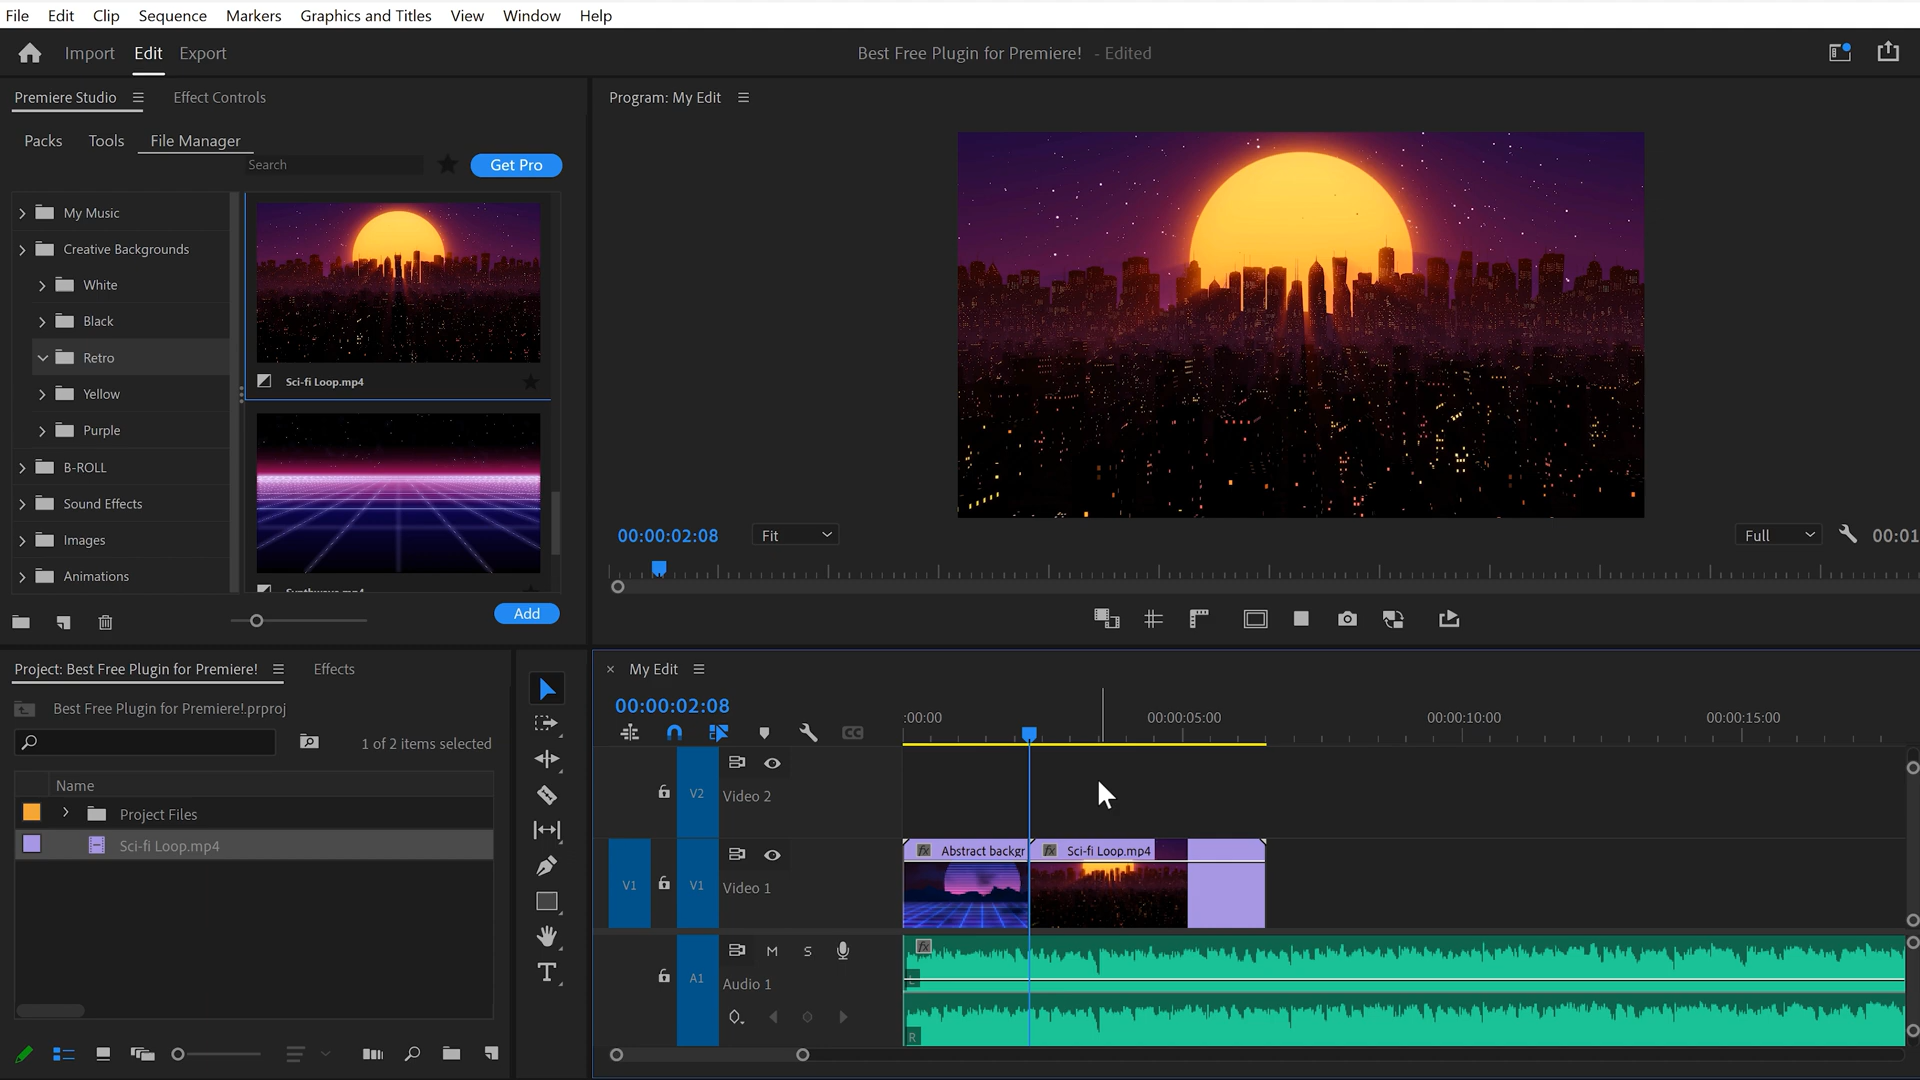 File Edit Clip Sequence Markers Graphics and Titles View Window Help
Import Edit Export
Best Free Plugin for Premiere! - Edited
Premiere Studio Effect Controls
Program: My Edit
Packs Tools File Manager
Search
Get Pro
My Music
Creative Backgrounds
White
Black
Retro
Yellow
Purple
B-ROLL
Sound Effects
Images
Animations
Sci-fi Loop.mp4
Synthwave.mp4
Add
00:00:02:08
Fit
Full
00:01
Project: Best Free Plugin for Premiere! Effects
Best Free Plugin for Premiere!.prproj
1 of 2 items selected
Name
Project Files
Sci-fi Loop.mp4
× My Edit
00:00:02:08
CC
:00:00 00:00:05:00 00:00:10:00 00:00:15:00
V2 Video 2
fx Abstract backgr fx Sci-fi Loop.mp4
V1 V1 Video 1
M S
fx
A1 Audio 1
L
R
T